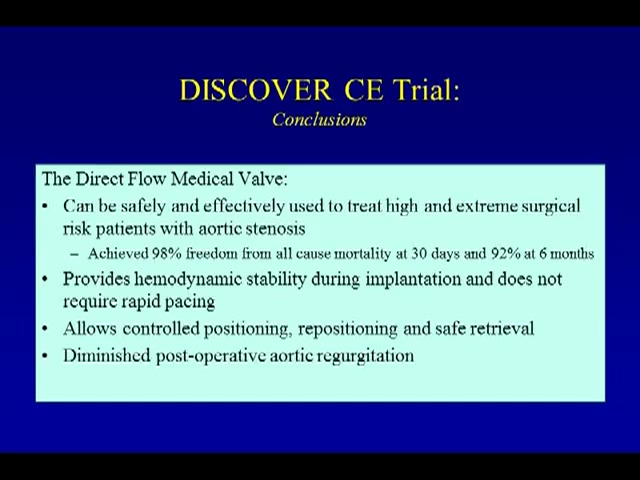 DISCOVER CE Trial:
Conclusions
The Direct Flow Medical Valve:
• Can be safely and effectively used to treat high and extreme surgical
risk patients with aortic stenosis
– Achieved 98% freedom from all cause mortality at 30 days and 92% at 6 months
• Provides hemodynamic stability during implantation and does not
require rapid pacing
• Allows controlled positioning, repositioning and safe retrieval
• Diminished post-operative aortic regurgitation